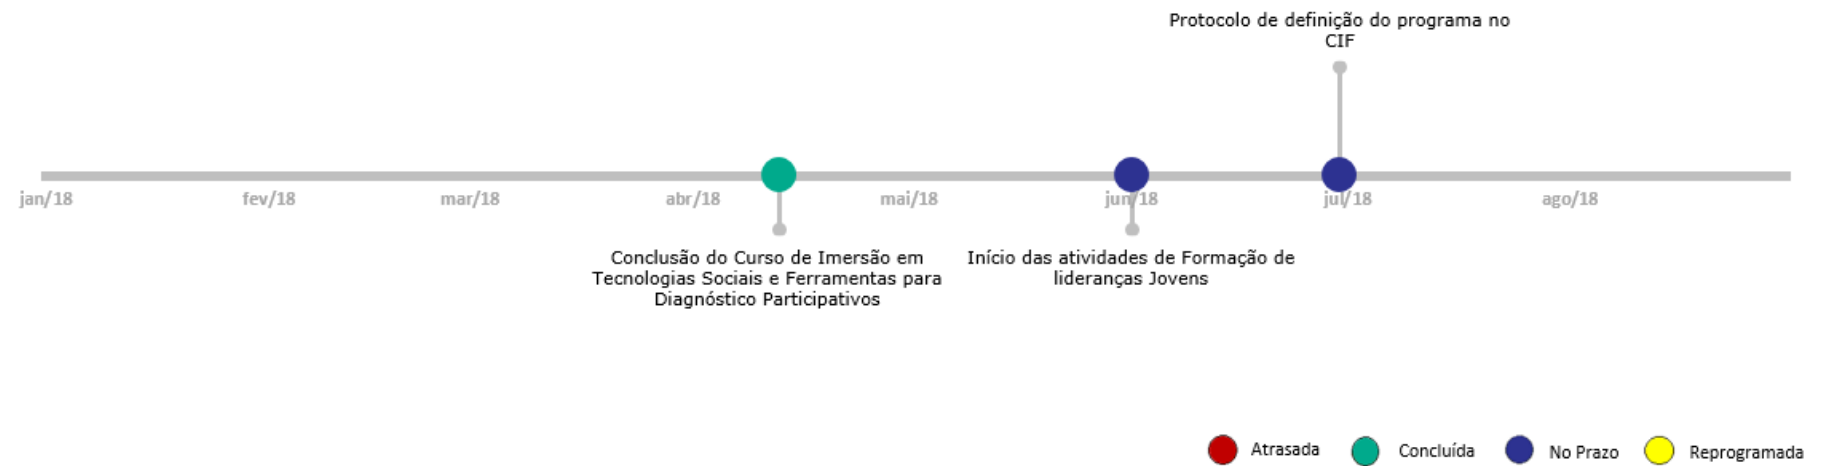 Protocolo de definição do programa no
CIF
jan/18 fev/18 mar/18 abr/18 mai/18 jun/18 jul/18 ago/18
Conclusão do Curso de Imersão em
Tecnologias Sociais e Ferramentas para
Diagnóstico Participativos
Início das atividades de Formação de
lideranças Jovens
Atrasada Concluída No Prazo Reprogramada